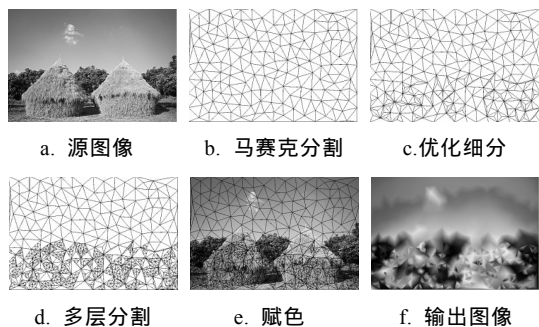 a. 源图像
b. 马赛克分割
c.优化细分
d. 多层分割
e. 赋色
f. 输出图像